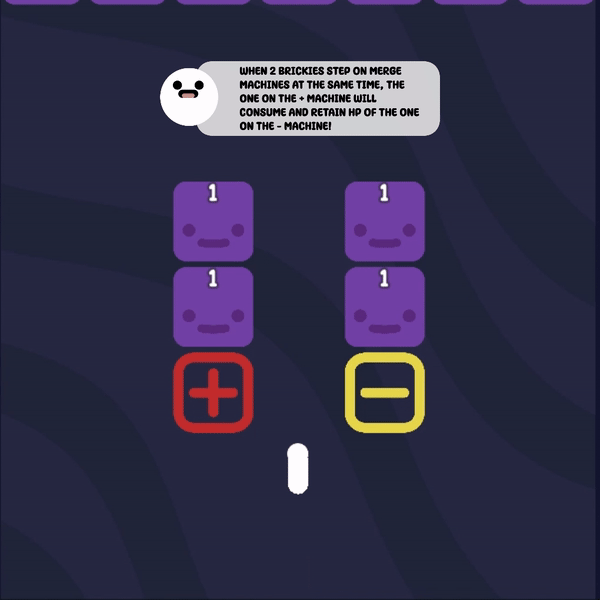 WHEN 2 BRICKIES STEP ON MERGE
MACHINES AT THE SAME TIME, THE
ONE ON THE + MACHINE WILL
CONSUME AND RETAIN HP OF THE ONE
ON THE - MACHINE!
1 1
1 1